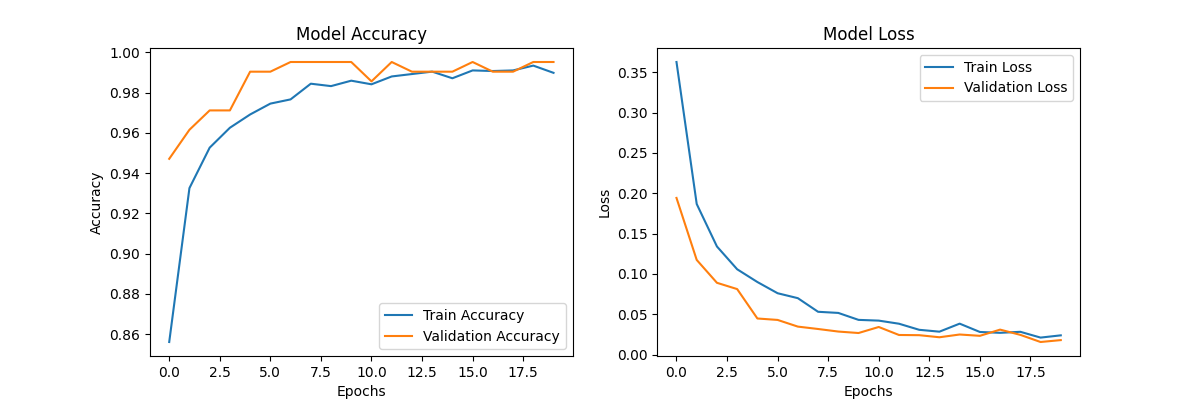 Model Accuracy
1.00
0.98
0.96
0.94
0.92
0.90
0.88
0.86
Accuracy
0.0 2.5 5.0 7.5 10.0 12.5 15.0 17.5
Epochs
Train Accuracy
Validation Accuracy
Model Loss
0.35
0.30
0.25
0.20
0.15
0.10
0.05
0.00
Loss
0.0 2.5 5.0 7.5 10.0 12.5 15.0 17.5
Epochs
Train Loss
Validation Loss